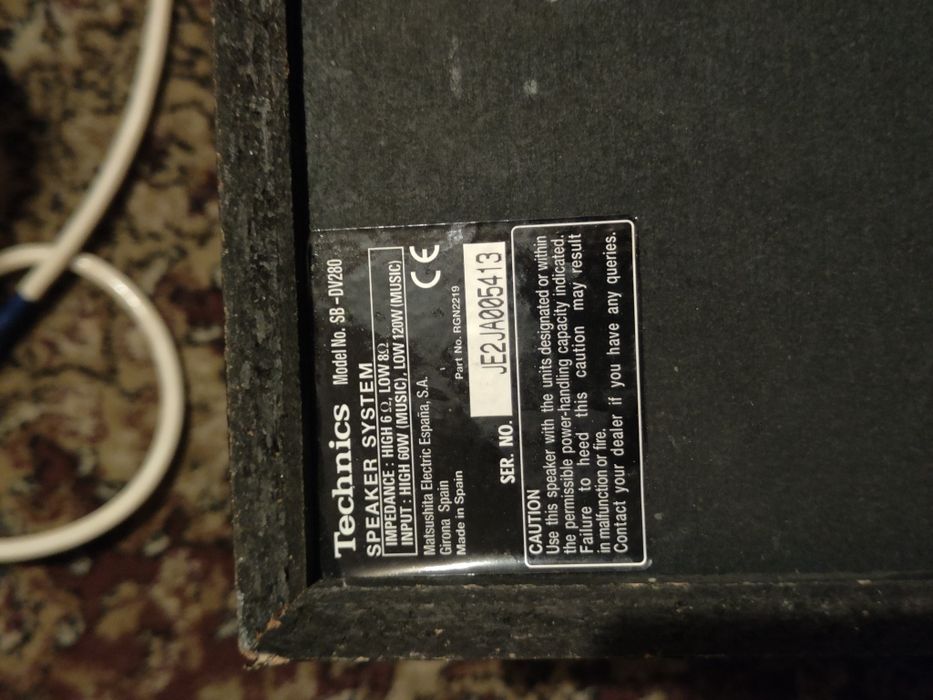 Technics Model No. SB-DV280
SPEAKER SYSTEM
IMPEDANCE : HIGH 6 Ω, LOW 8Ω
INPUT : HIGH 60W (MUSIC), LOW 120W (MUSIC)
Matsushita Electric España, S.A.
Girona Spain
Made in Spain
CE
Part No. RGN2219
SER. NO. JE2JA005413
CAUTION
Use this speaker with the units designated or within
the permissible power-handling capacity indicated.
Failure to heed this caution may result
in malfunction or fire.
Contact your dealer if you have any queries.